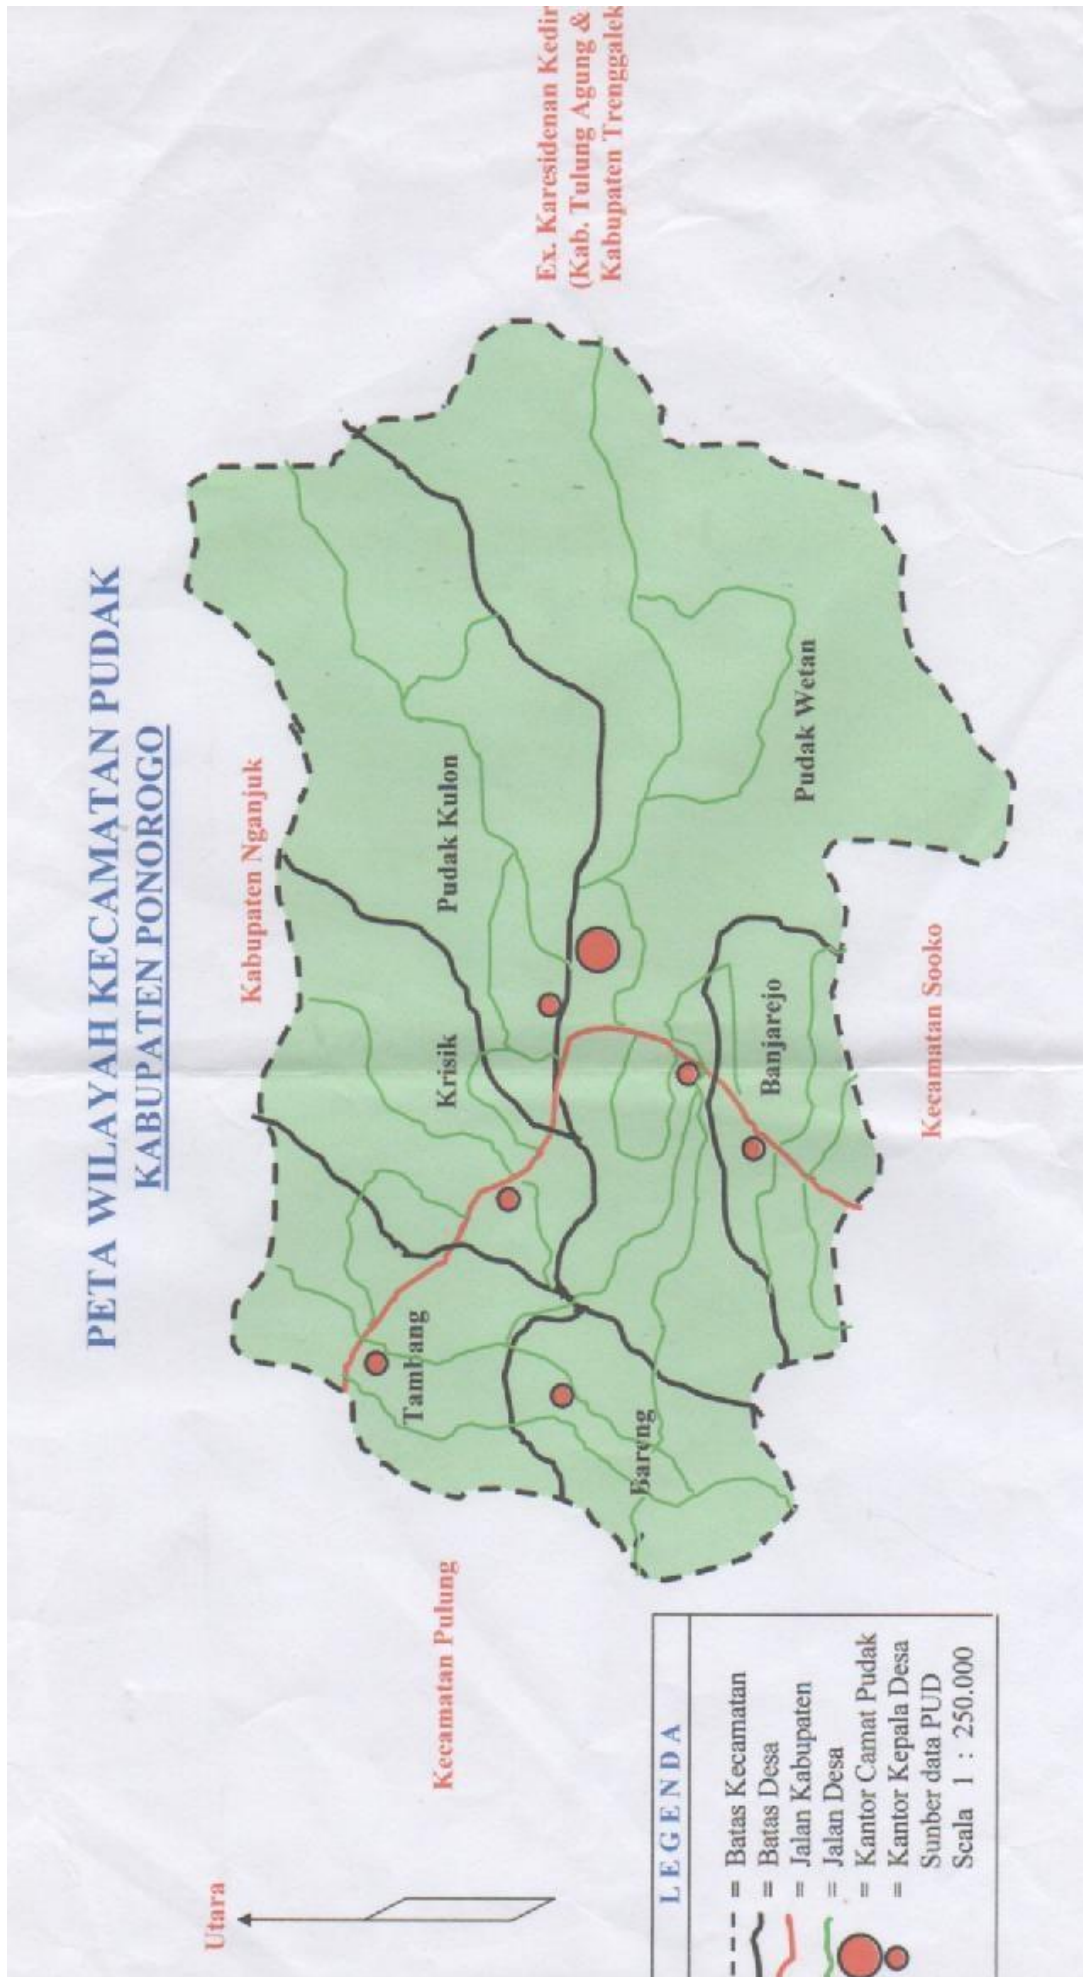 PETA WILAYAH KECAMATAN PUDAK
KABUPATEN PONOROGO
Utara
Kabupaten Nganjuk
Kecamatan Pulung
Ex. Karesidenan Kedir
(Kab. Tulung Agung &
Kabupaten Trenggalek
Tambang
Krisik
Pudak Kulon
Bareng
Banjarejo
Pudak Wetan
Kecamatan Sooko
LEGENDA
= Batas Kecamatan
= Batas Desa
= Jalan Kabupaten
= Jalan Desa
= Kantor Camat Pudak
= Kantor Kepala Desa
Sunber data PUD
Scala 1 : 250.000